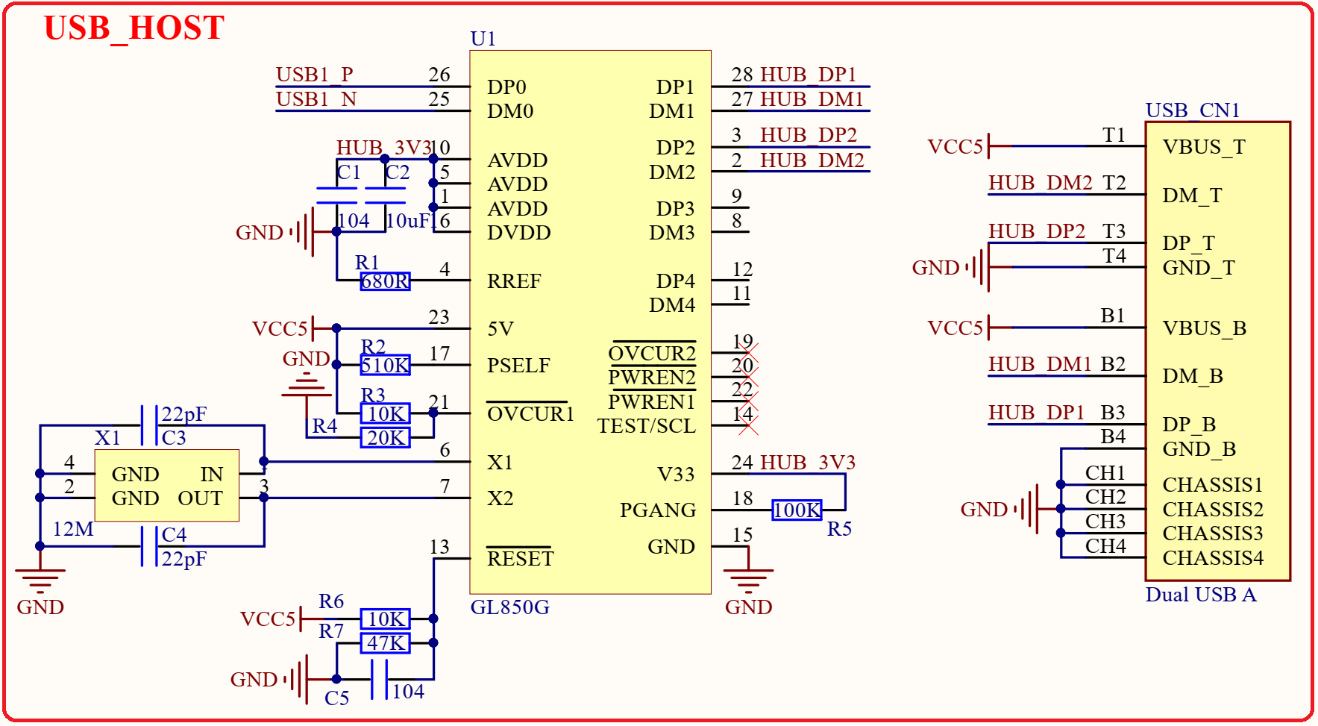 USB_HOST
U1
USB1_P 26 DP0 DP1 28 HUB_DP1
USB1_N 25 DM0 DM1 27 HUB_DM1
DP2 3 HUB_DP2
HUB_3V3 10 AVDD DM2 2 HUB_DM2
C1 C2 5 AVDD
1 AVDD DP3 9
104 10uF 16 DVDD DM3 8
GND
R1 680R 4 RREF DP4 12
DM4 11
VCC5 23 5V
GND R2 510K 17 PSELF OVCUR2 19
PWREN2 20
R3 10K 21 OVCUR1 PWREN1 22
R4 20K TEST/SCL 14
22pF
X1 C3
6 X1 V33 24 HUB_3V3
4 GND IN 1
2 GND OUT 3 7 X2 PGANG 18 100K R5
12M C4
22pF
13 RESET GND 15
GND
GL850G GND
VCC5 R6 10K
R7 47K
GND C5 104
USB_CN1
VCC5 T1 VBUS_T
HUB_DM2 T2 DM_T
HUB_DP2 T3 DP_T
GND T4 GND_T
VCC5 B1 VBUS_B
HUB_DM1 B2 DM_B
HUB_DP1 B3 DP_B
B4 GND_B
CH1 CHASSIS1
GND CH2 CHASSIS2
CH3 CHASSIS3
CH4 CHASSIS4
Dual USB A